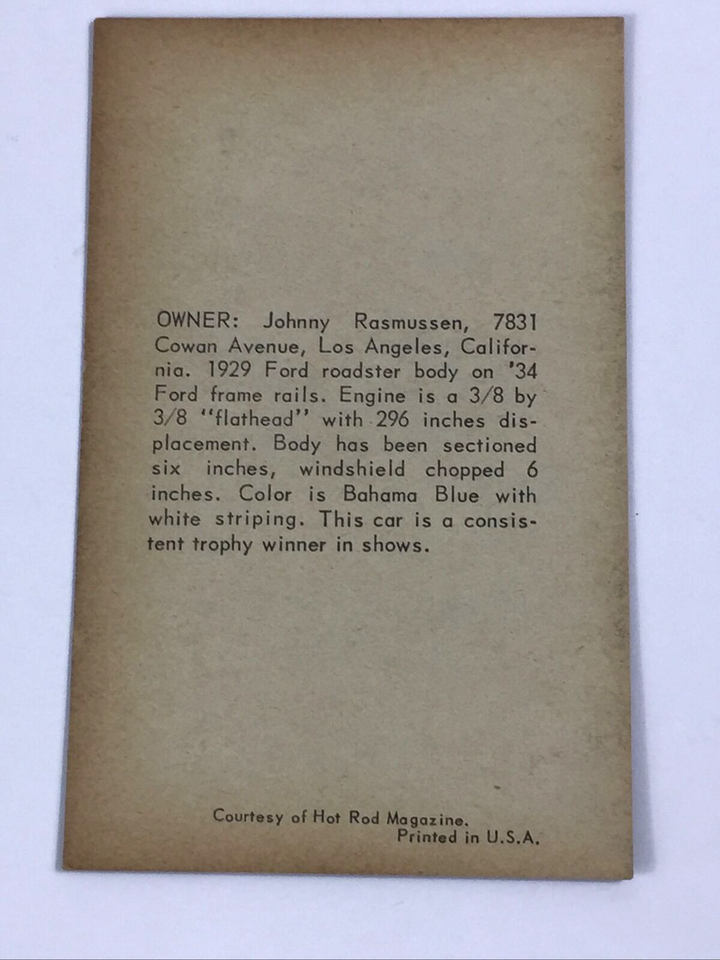 OWNER: Johnny Rasmussen, 7831
Cowan Avenue, Los Angeles, Califor-
nia. 1929 Ford roadster body on '34
Ford frame rails. Engine is a 3/8 by
3/8 "flathead" with 296 inches dis-
placement. Body has been sectioned
six inches, windshield chopped 6
inches. Color is Bahama Blue with
white striping. This car is a consis-
tent trophy winner in shows.
Courtesy of Hot Rod Magazine.
Printed in U.S.A.